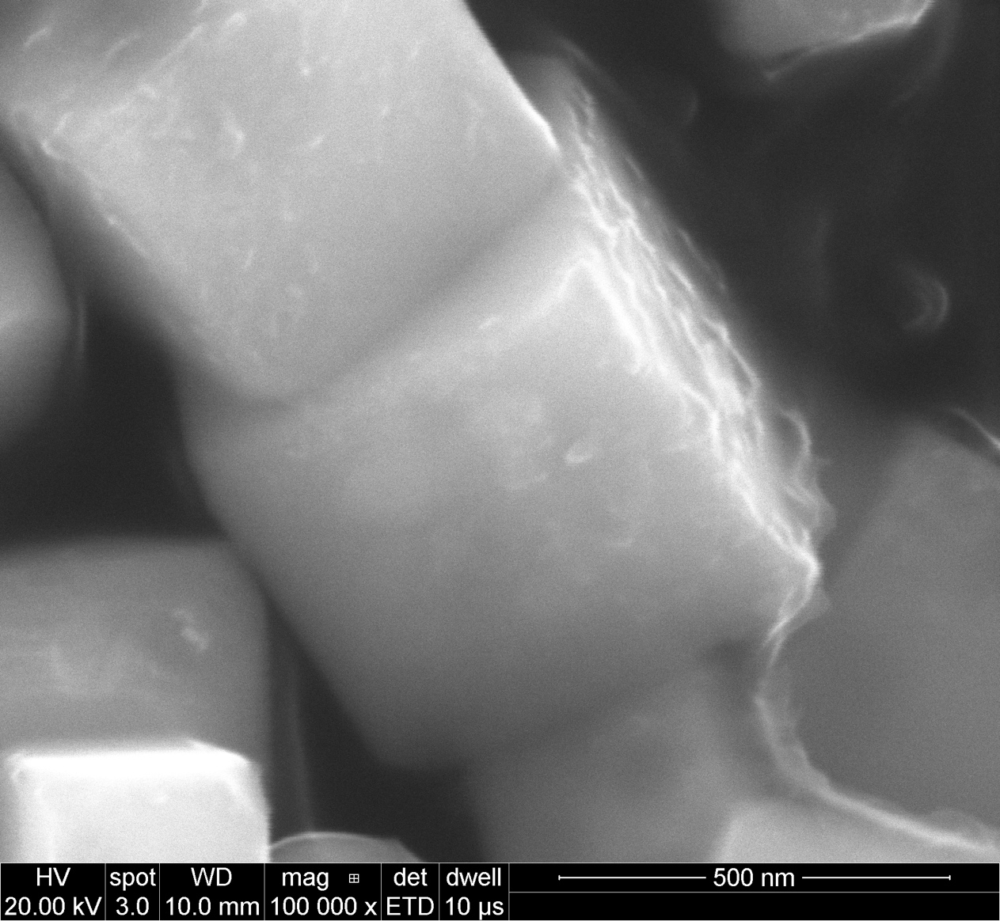 HV spot WD mag ⊞ det dwell 500 nm
20.00 kV 3.0 10.0 mm 100 000 x ETD 10 µs